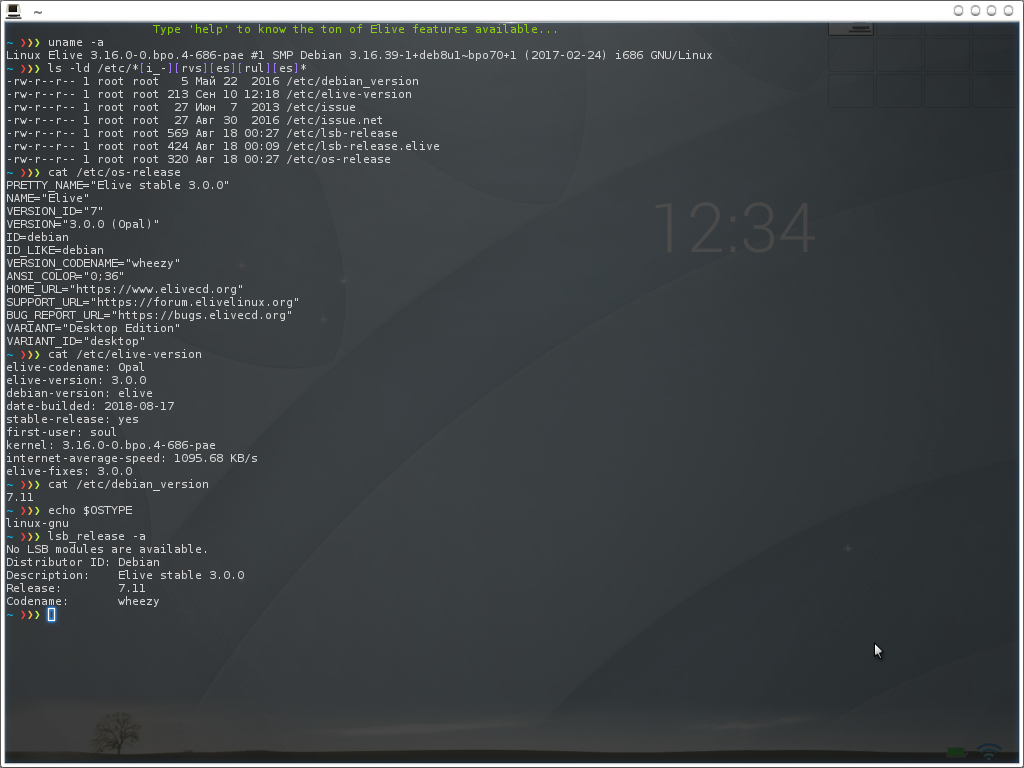 ~
Type 'help' to know the ton of Elive features available...
~ ❯❯❯ uname -a
Linux Elive 3.16.0-0.bpo.4-686-pae #1 SMP Debian 3.16.39-1+deb8u1~bpo70+1 (2017-02-24) i686 GNU/Linux
~ ❯❯❯ ls -ld /etc/*[i_-][rvs][es][rul][es]*
-rw-r--r-- 1 root root   5 Май 22  2016 /etc/debian_version
-rw-r--r-- 1 root root 213 Сен 10 12:18 /etc/elive-version
-rw-r--r-- 1 root root  27 Июн  7  2013 /etc/issue
-rw-r--r-- 1 root root  27 Авг 30  2016 /etc/issue.net
-rw-r--r-- 1 root root 569 Авг 18 00:27 /etc/lsb-release
-rw-r--r-- 1 root root 424 Авг 18 00:09 /etc/lsb-release.elive
-rw-r--r-- 1 root root 320 Авг 18 00:27 /etc/os-release
~ ❯❯❯ cat /etc/os-release
PRETTY_NAME="Elive stable 3.0.0"
NAME="Elive"
VERSION_ID="7"
VERSION="3.0.0 (Opal)"
ID=debian
ID_LIKE=debian
VERSION_CODENAME="wheezy"
ANSI_COLOR="0;36"
HOME_URL="https://www.elivecd.org"
SUPPORT_URL="https://forum.elivelinux.org"
BUG_REPORT_URL="https://bugs.elivecd.org"
VARIANT="Desktop Edition"
VARIANT_ID="desktop"
~ ❯❯❯ cat /etc/elive-version
elive-codename: Opal
elive-version: 3.0.0
debian-version: elive
date-builded: 2018-08-17
stable-release: yes
first-user: soul
kernel: 3.16.0-0.bpo.4-686-pae
internet-average-speed: 1095.68 KB/s
elive-fixes: 3.0.0
~ ❯❯❯ cat /etc/debian_version
7.11
~ ❯❯❯ echo $OSTYPE
linux-gnu
~ ❯❯❯ lsb_release -a
No LSB modules are available.
Distributor ID: Debian
Description:    Elive stable 3.0.0
Release:        7.11
Codename:       wheezy
~ ❯❯❯
12:34